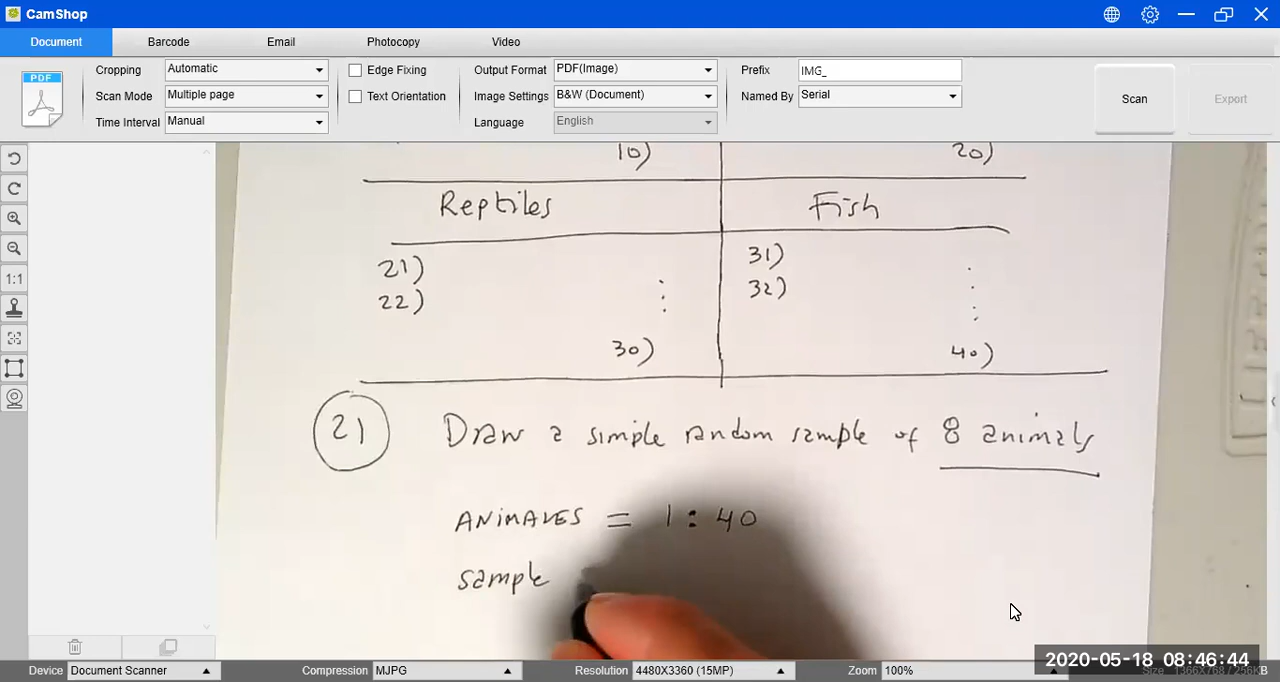 CamShop
Document Barcode Email Photocopy Video
PDF Cropping Automatic Edge Fixing Output Format PDF(Image) Prefix IMG_
Scan Mode Multiple page Text Orientation Image Settings B&W (Document) Named By Serial Scan Export
Time Interval Manual Language English
10) 20)
Reptiles Fish
21) 31)
22) 32)
30) 40)
21 Draw a simple random sample of 8 animals
ANIMALES = 1:40
sample
1:1
2020-05-18 08:46:44
Device Document Scanner Compression MJPG Resolution 4480X3360 (15MP) Zoom 100%